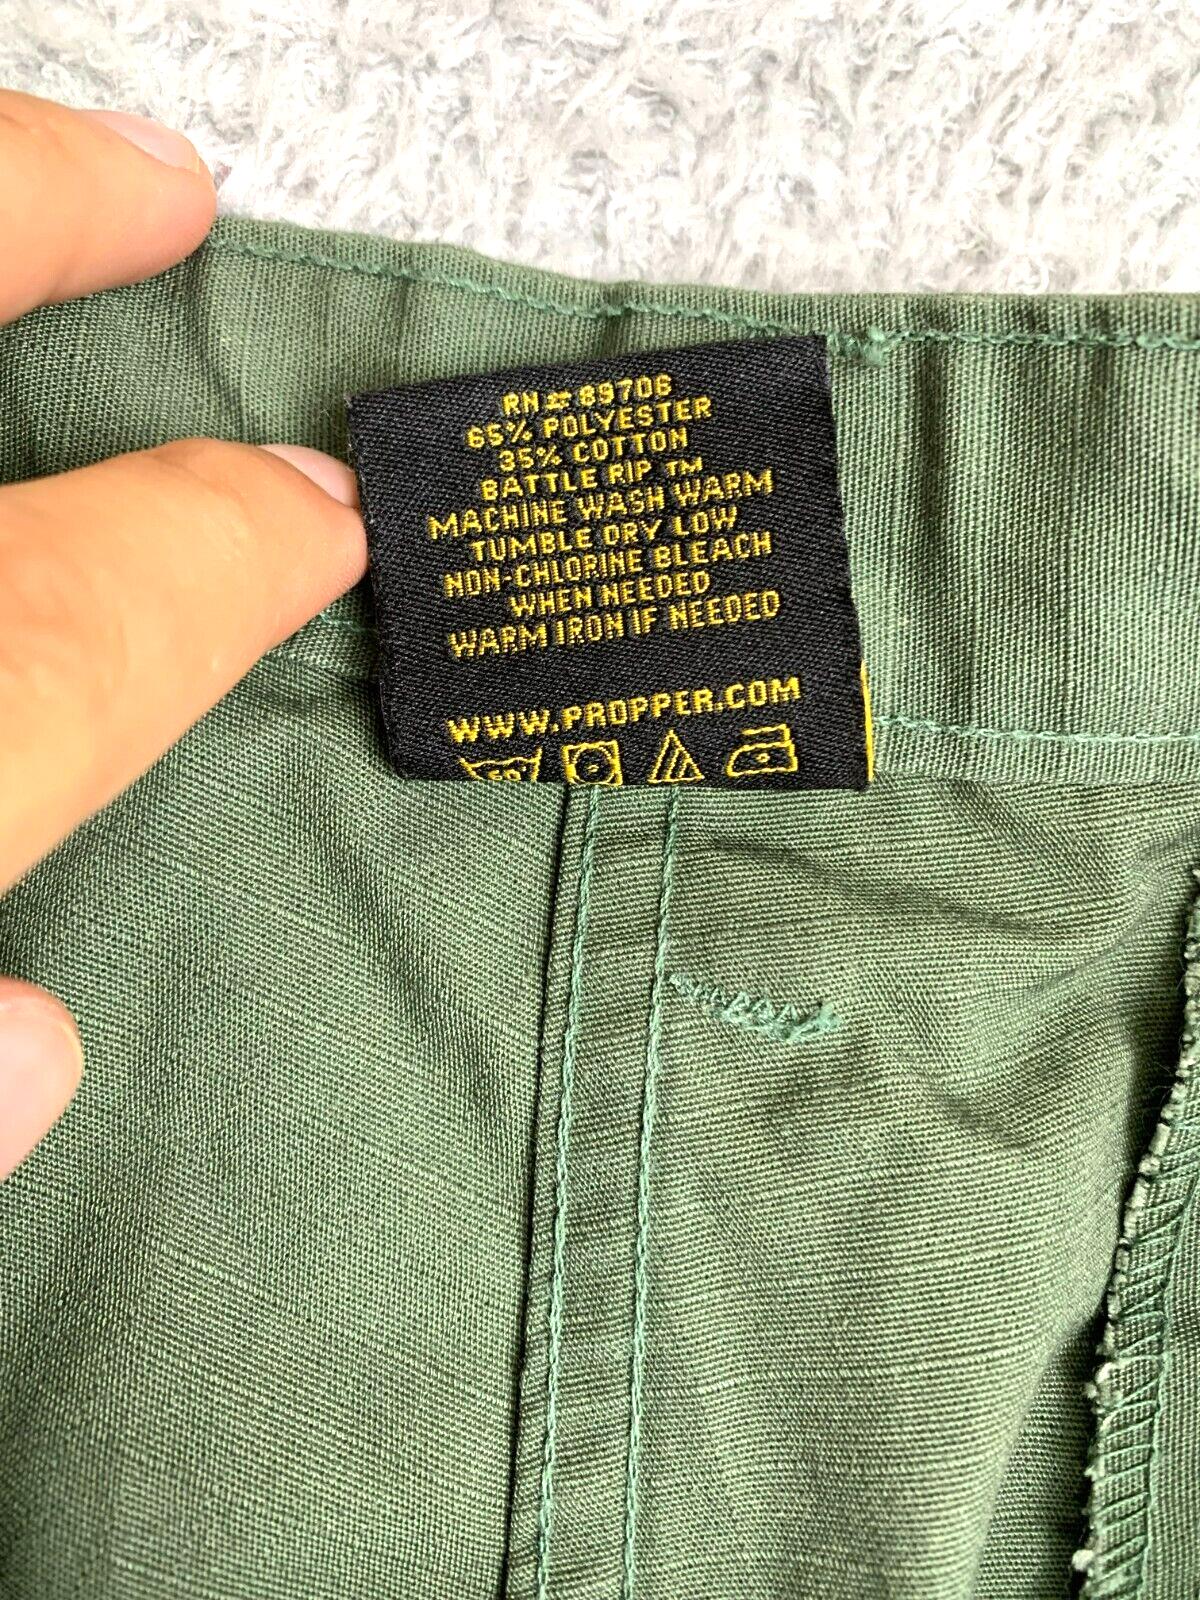 RN# 89706
65% POLYESTER
35% COTTON
BATTLE RIP ™
MACHINE WASH WARM
TUMBLE DRY LOW
NON-CHLORINE BLEACH
WHEN NEEDED
WARM IRON IF NEEDED
WWW.PROPPER.COM